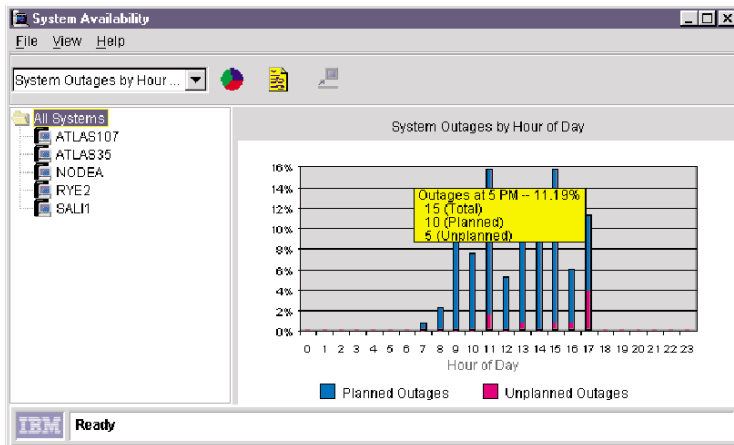 System Availability
File View Help
System Outages by Hour ...
All Systems
ATLAS107
ATLAS35
NODEA
RYE2
SALI1
System Outages by Hour of Day
16%
14%
12%
10%
8%
6%
4%
2%
0%
Outages at 5 PM -- 11.19%
15 (Total)
10 (Planned)
5 (Unplanned)
0 1 2 3 4 5 6 7 8 9 10 11 12 13 14 15 16 17 18 19 20 21 22 23
Hour of Day
Planned Outages Unplanned Outages
IBM Ready